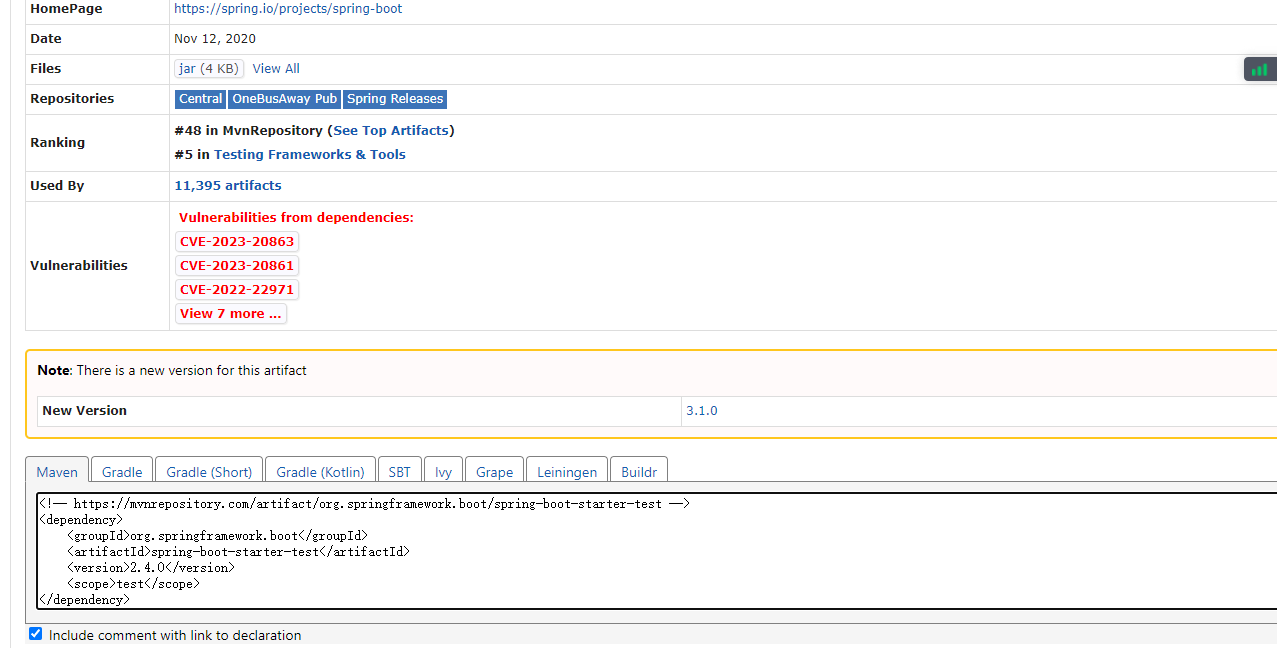 HomePage https://spring.io/projects/spring-boot
Date Nov 12, 2020
Files jar (4 KB) View All
Repositories Central OneBusAway Pub Spring Releases
Ranking #48 in MvnRepository (See Top Artifacts)
#5 in Testing Frameworks & Tools
Used By 11,395 artifacts
Vulnerabilities Vulnerabilities from dependencies:
CVE-2023-20863
CVE-2023-20861
CVE-2022-22971
View 7 more ...
Note: There is a new version for this artifact
New Version 3.1.0
Maven Gradle Gradle (Short) Gradle (Kotlin) SBT Ivy Grape Leiningen Buildr
<!-- https://mvnrepository.com/artifact/org.springframework.boot/spring-boot-starter-test -->
<dependency>
    <groupId>org.springframework.boot</groupId>
    <artifactId>spring-boot-starter-test</artifactId>
    <version>2.4.0</version>
    <scope>test</scope>
</dependency>
Include comment with link to declaration